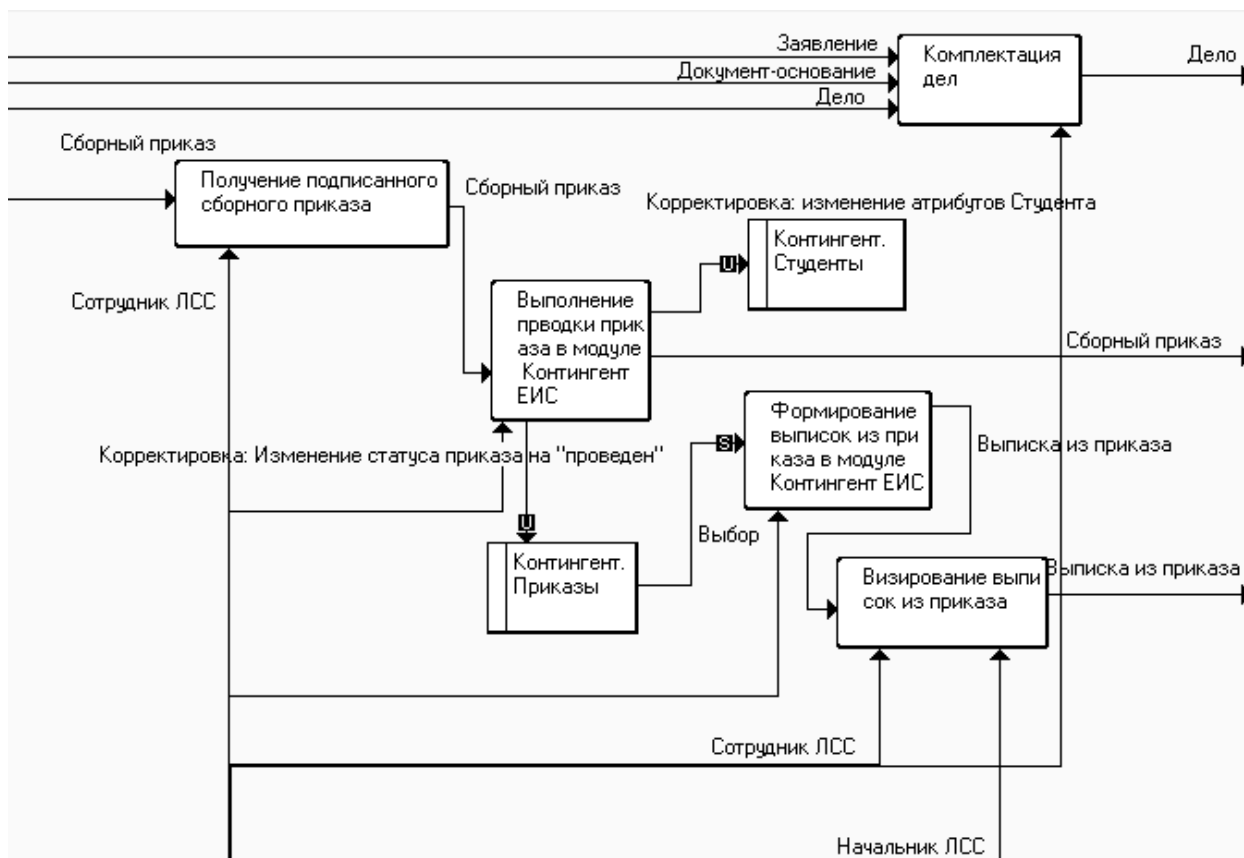 Заявление
Документ-основание
Дело
Комплектация
дел
Дело
Сборный приказ
Получение подписанного
сборного приказа
Сборный приказ
Корректировка: изменение атрибутов Студента
Контингент.
Студенты
U
Сотрудник ЛСС
Выполнение
прводки прик
аза в модуле
Контингент
ЕИС
Сборный приказ
Формирование
выписок из при
каза в модуле
Контингент ЕИС
S
Выписка из приказа
Корректировка: Изменение статуса приказа на "проведен"
U
Выбор
Контингент.
Приказы
Визирование выпи
сок из приказа
Выписка из приказа
Сотрудник ЛСС
Начальник ЛСС